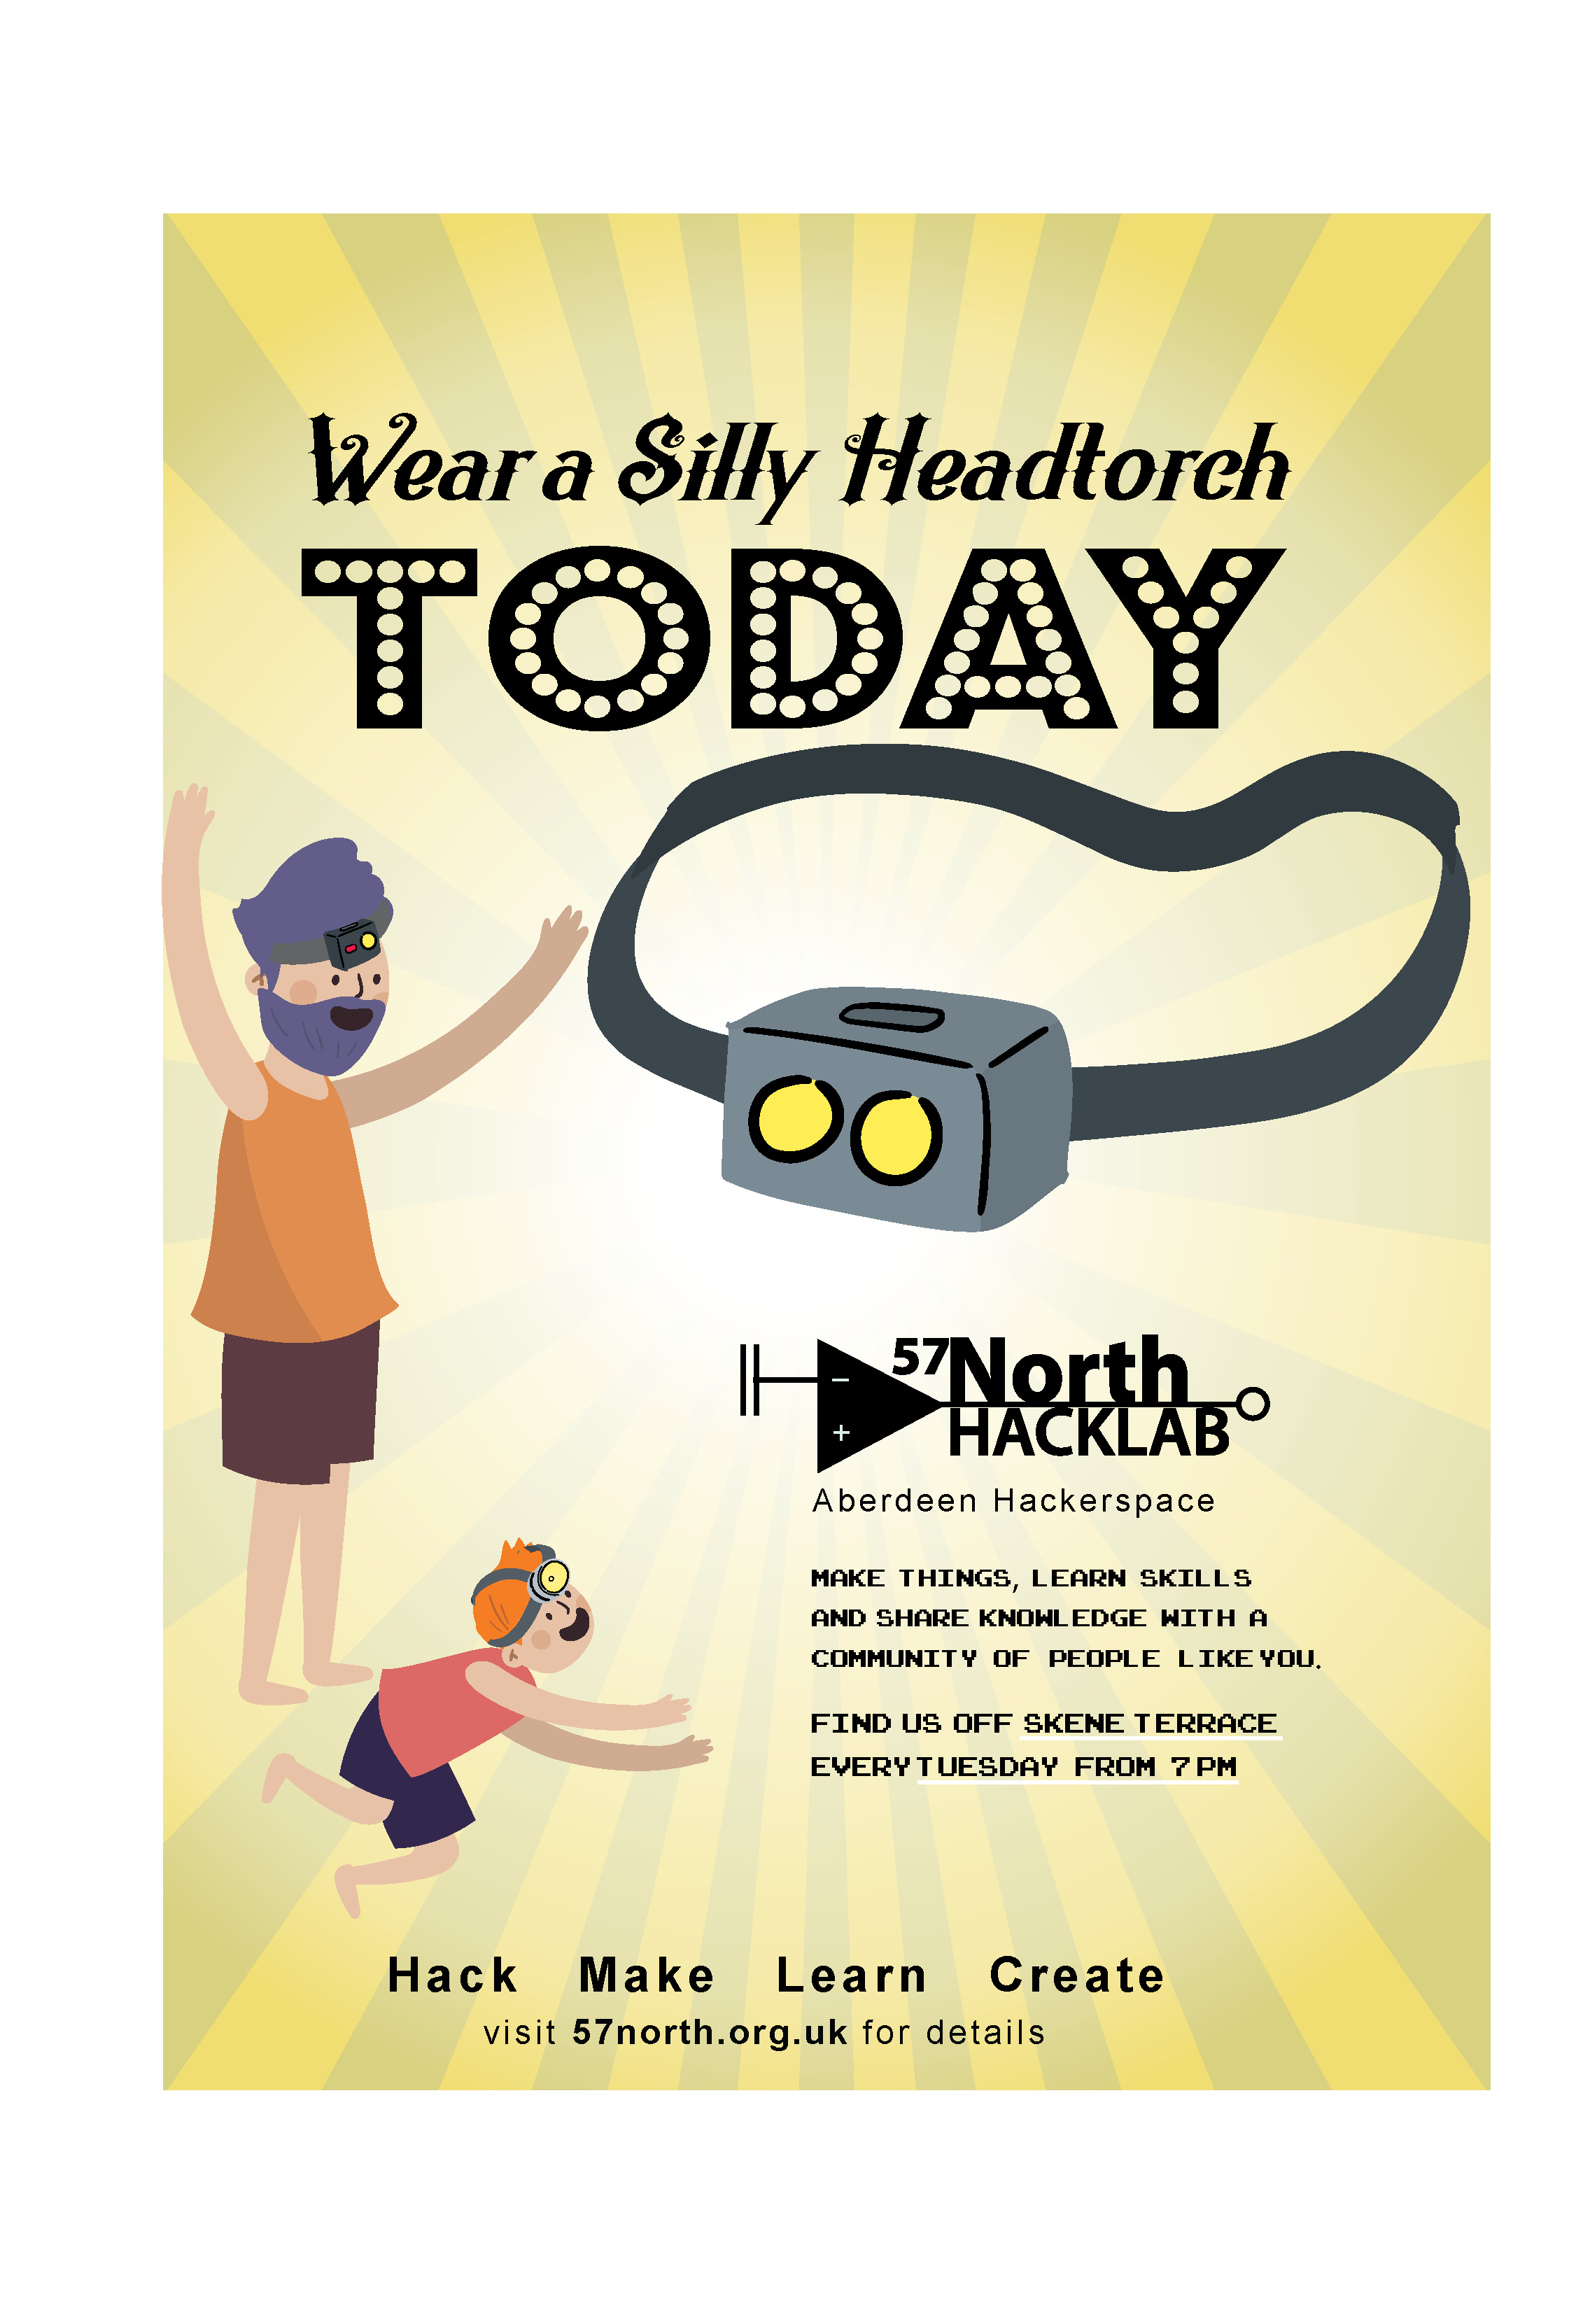 Wear a Silly Headtorch
TODAY
57North
HACKLAB
Aberdeen Hackerspace
MAKE THINGS, LEARN SKILLS
AND SHARE KNOWLEDGE WITH A
COMMUNITY OF PEOPLE LIKE YOU.
FIND US OFF SKENE TERRACE
EVERY TUESDAY FROM 7PM
Hack Make Learn Create
visit 57north.org.uk for details